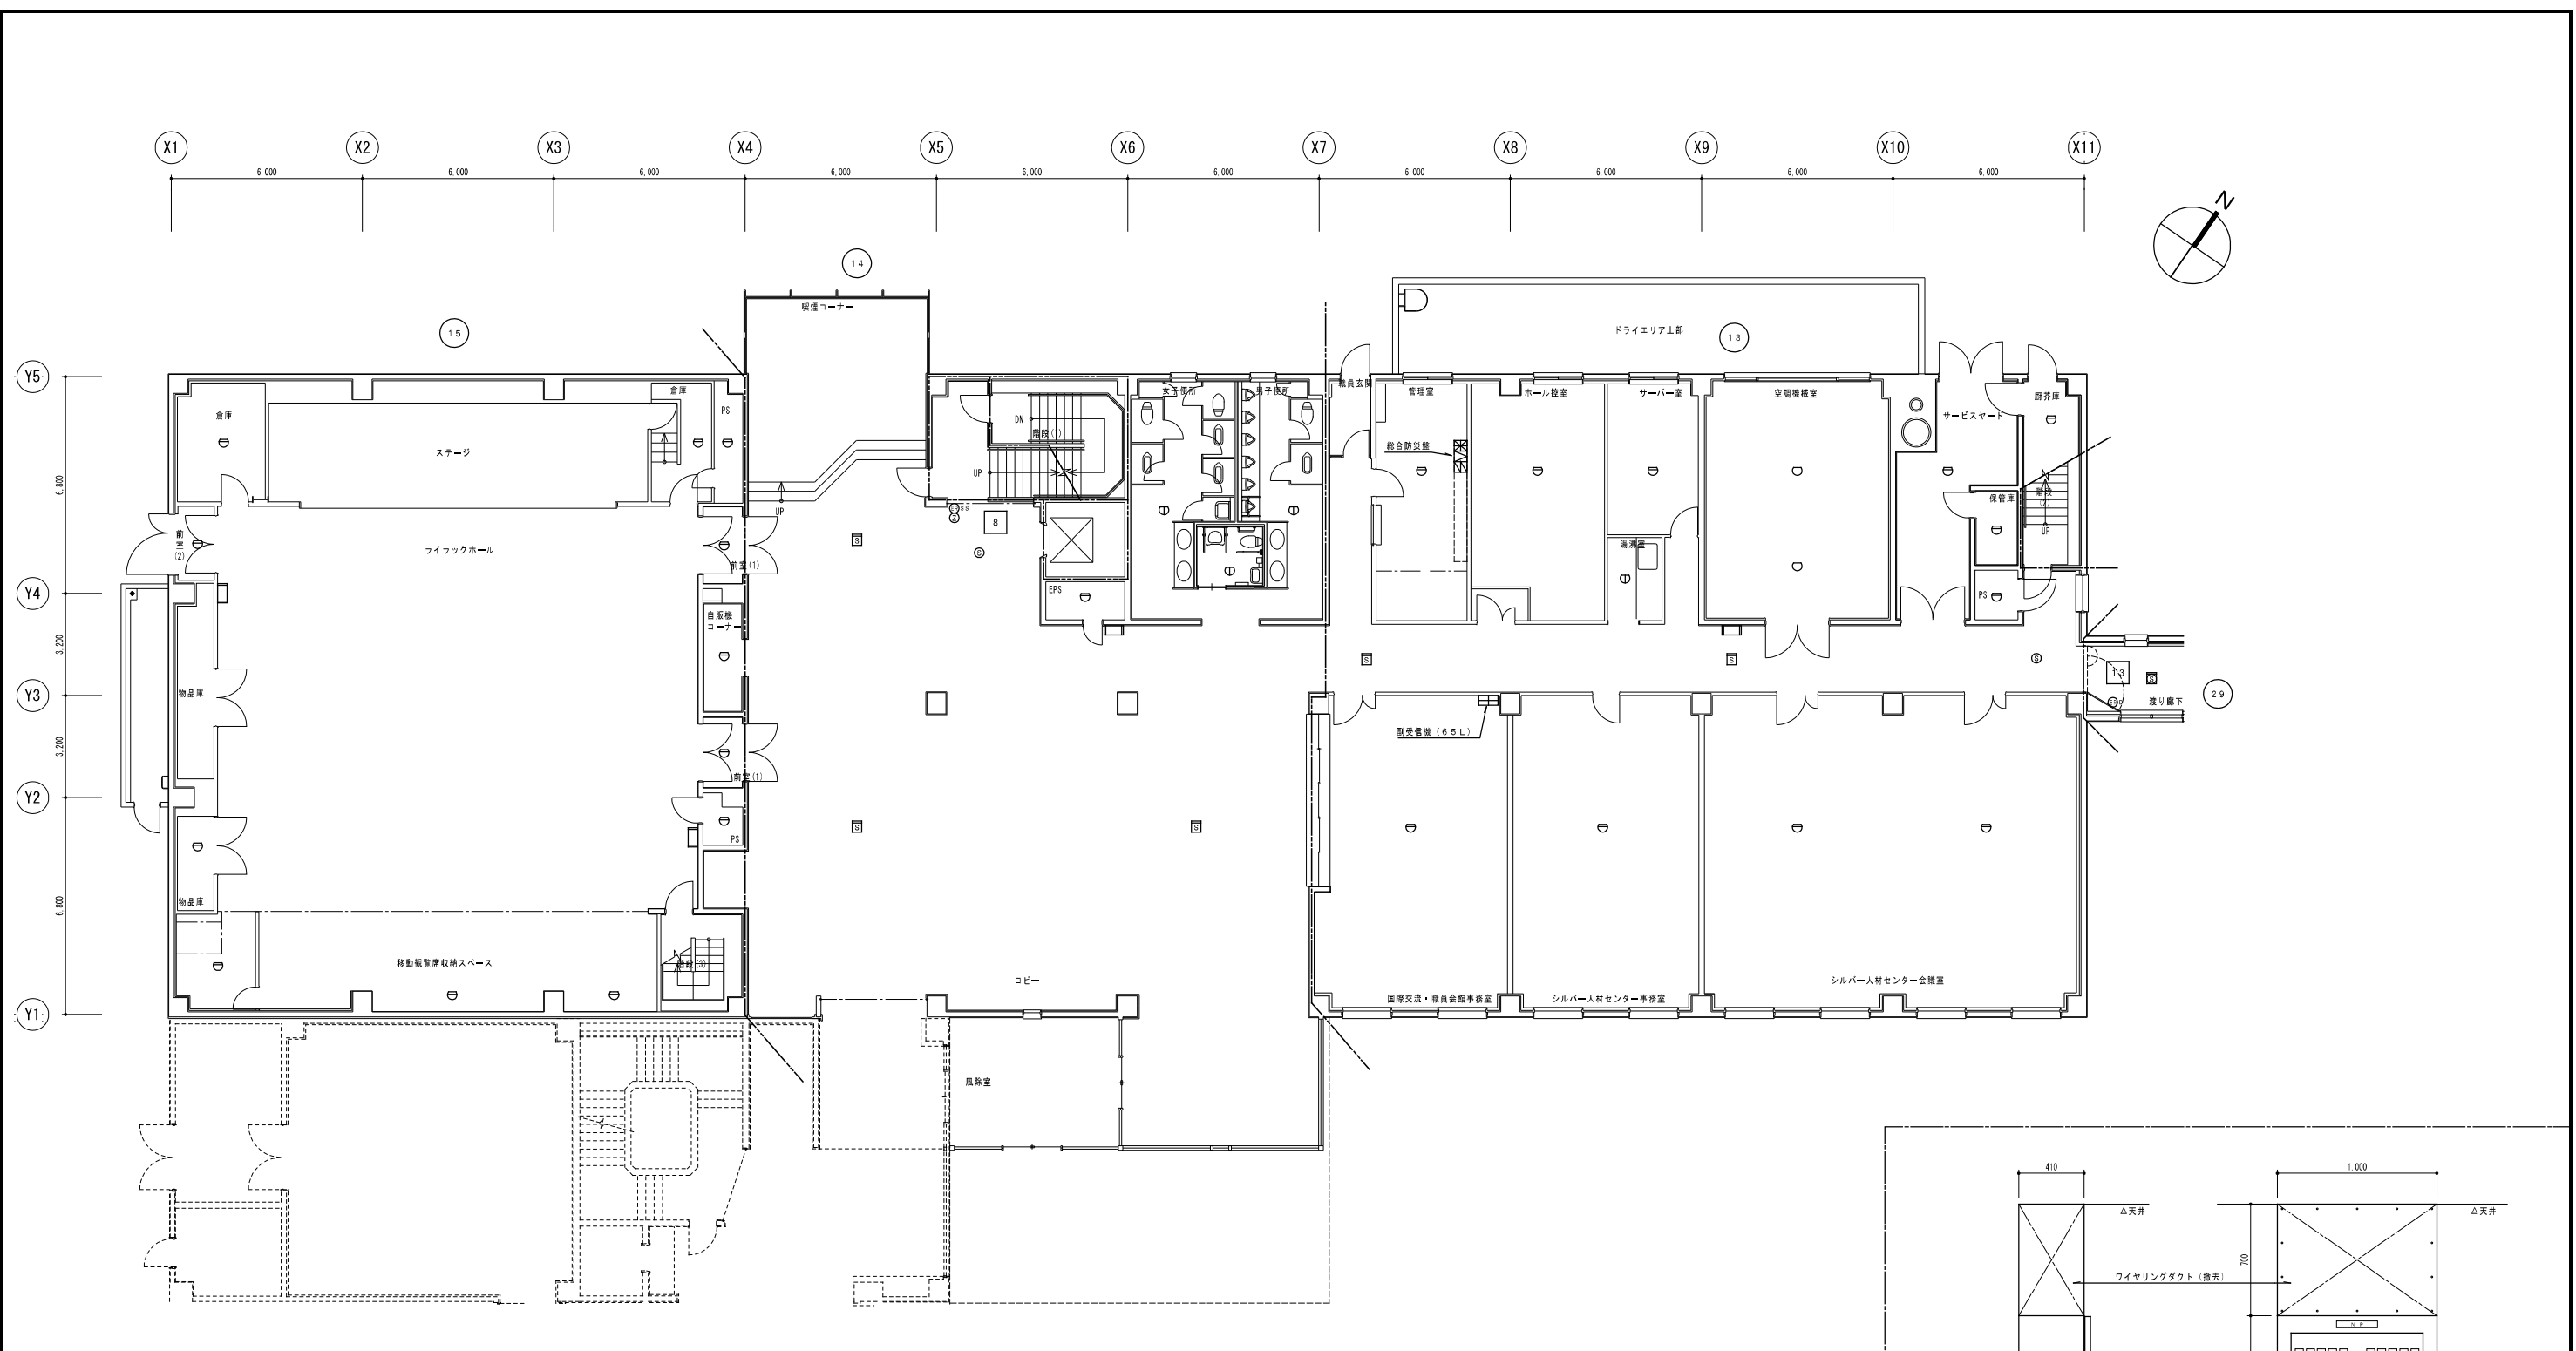 X1 X2 X3 X4 X5 X6 X7 X8 X9 X10 X11
6,000 6,000 6,000 6,000 6,000 6,000 6,000 6,000 6,000 6,000
N
14
喫煙コーナー
15
13
ドライエリア上部
Y5
倉庫
倉庫
PS
ステージ
DN
階段(1)
UP
女子便所
男子便所
職員玄関
管理室
ホール控室
サーバー室
空調機械室
サービスヤード
厨芥庫
総合防災盤
6,800
UP
8
S
S
Z
保管庫
階段
(2)
UP
前
室
(2)
ライラックホール
前室(1)
湯沸室
Y4
EPS
PS
自販機
コーナー
3,200
S
S
S
13
S
29
渡り廊下
Y3
物品庫
副受信機(65L)
3,200
前室(1)
Y2
S
S
PS
物品庫
6,800
移動観覧席収納スペース
階段(3)
ロビー
国際交流・職員会館事務室
シルバー人材センター事務室
シルバー人材センター会議室
Y1
風除室
410
1,000
△天井
△天井
700
ワイヤリングダクト(撤去)
N P